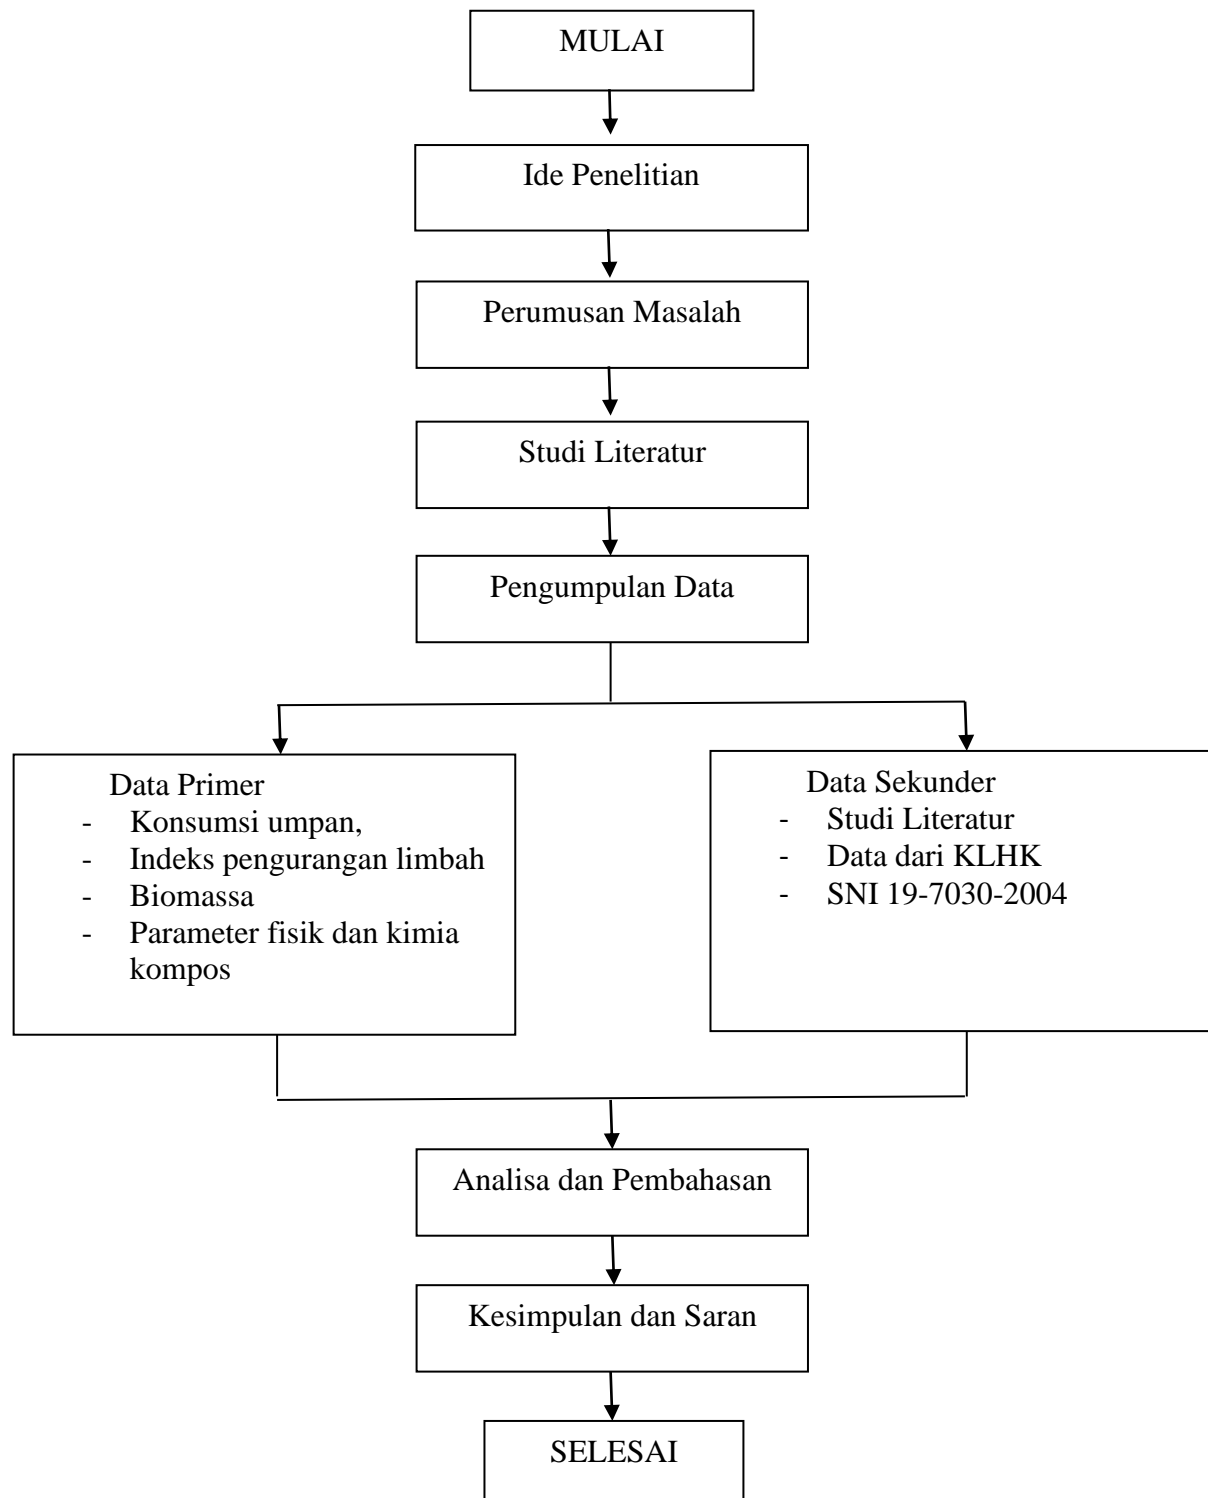 MULAI
Ide Penelitian
Perumusan Masalah
Studi Literatur
Pengumpulan Data
Data Primer
- Konsumsi umpan,
- Indeks pengurangan limbah
- Biomassa
- Parameter fisik dan kimia
kompos
Data Sekunder
- Studi Literatur
- Data dari KLHK
- SNI 19-7030-2004
Analisa dan Pembahasan
Kesimpulan dan Saran
SELESAI